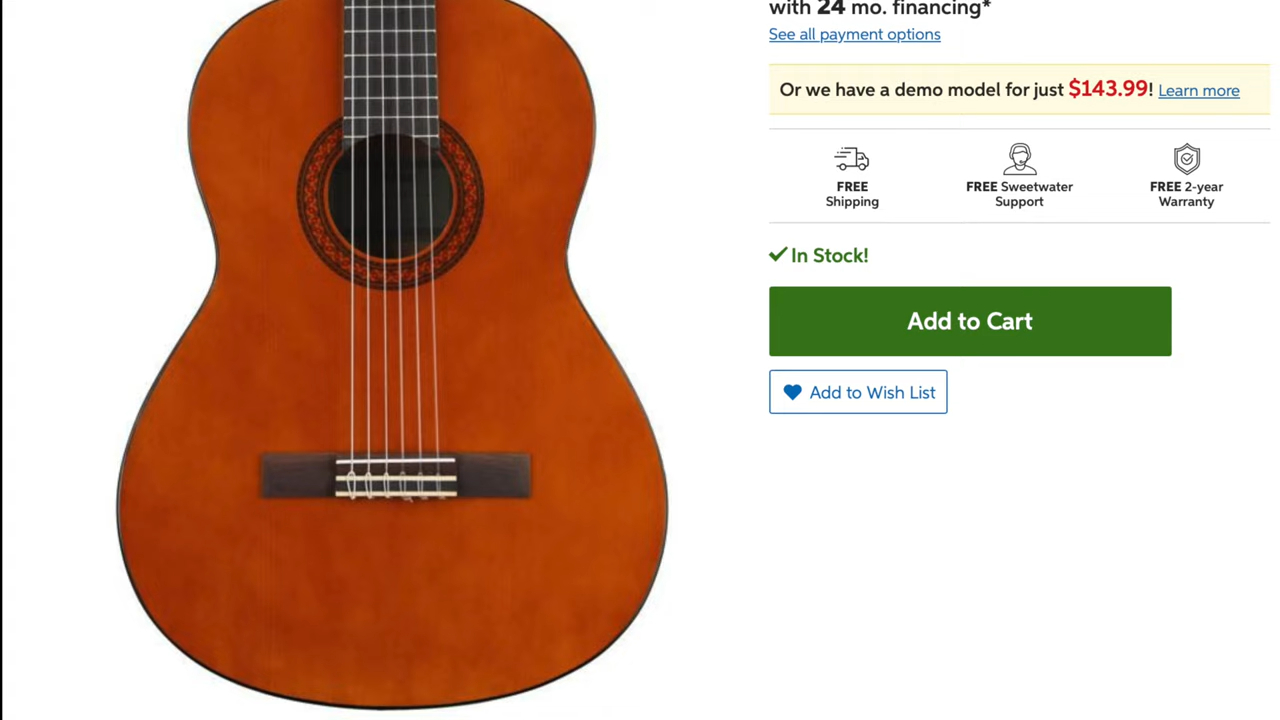 with 24 mo. financing*
See all payment options
Or we have a demo model for just $143.99! Learn more
FREE
Shipping
FREE Sweetwater
Support
FREE 2-year
Warranty
In Stock!
Add to Cart
Add to Wish List